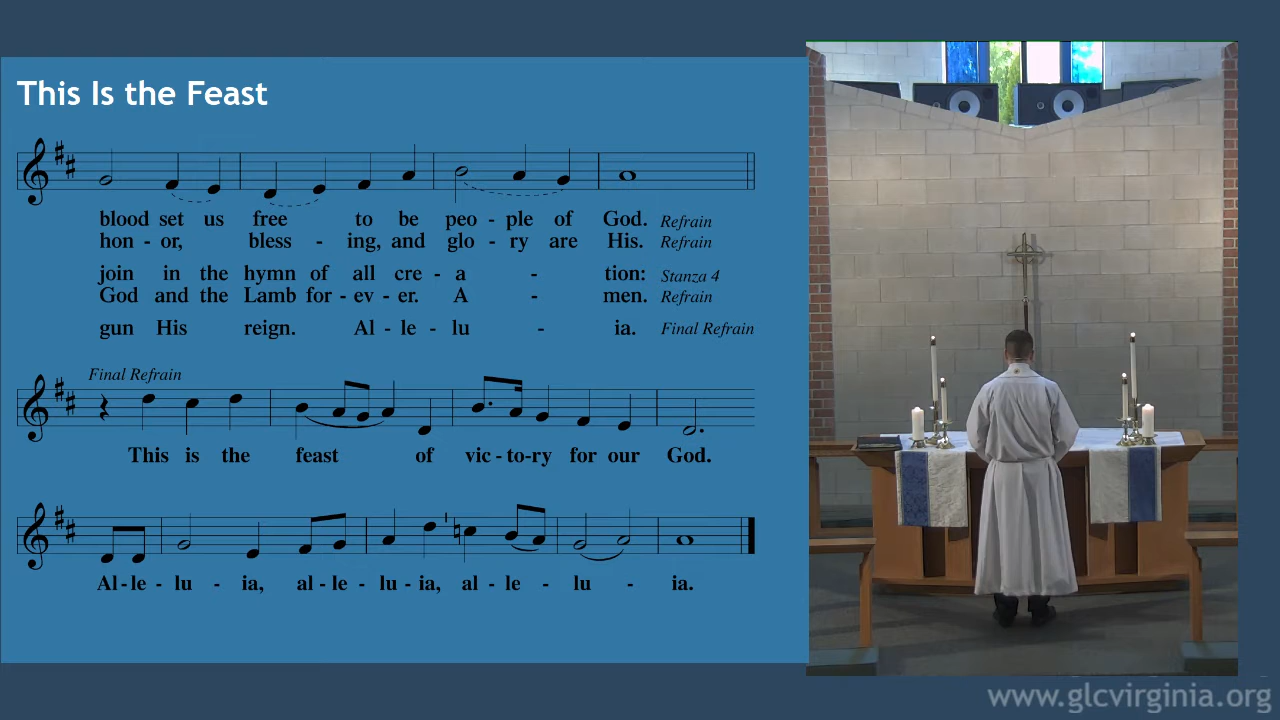 This Is the Feast
blood set us free to be peo - ple of God. Refrain
hon - or, bless - ing, and glo - ry are His. Refrain
join in the hymn of all cre - a - tion: Stanza 4
God and the Lamb for - ev - er. A - men. Refrain
gun His reign. Al - le - lu - ia. Final Refrain
Final Refrain
This is the feast of vic - to - ry for our God.
Al - le - lu - ia, al - le - lu - ia, al - le - lu - ia.
www.glcvirginia.org